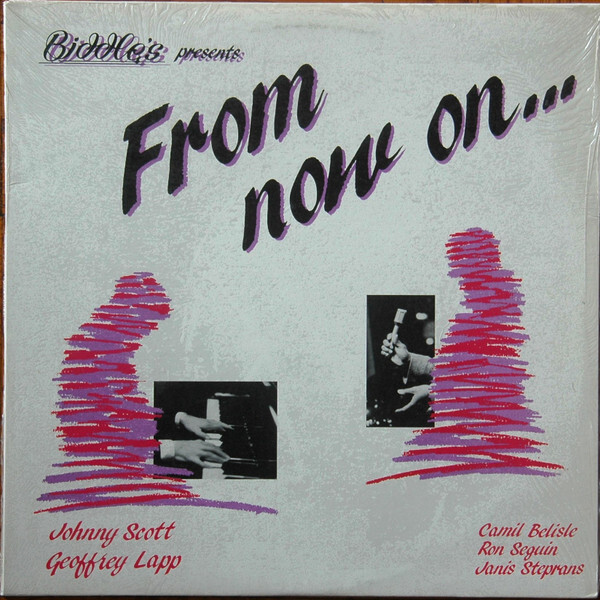 Biddle's presents
From
now on...
Johnny Scott
Geoffrey Lapp
Camil Belisle
Ron Seguin
Janis Steprans